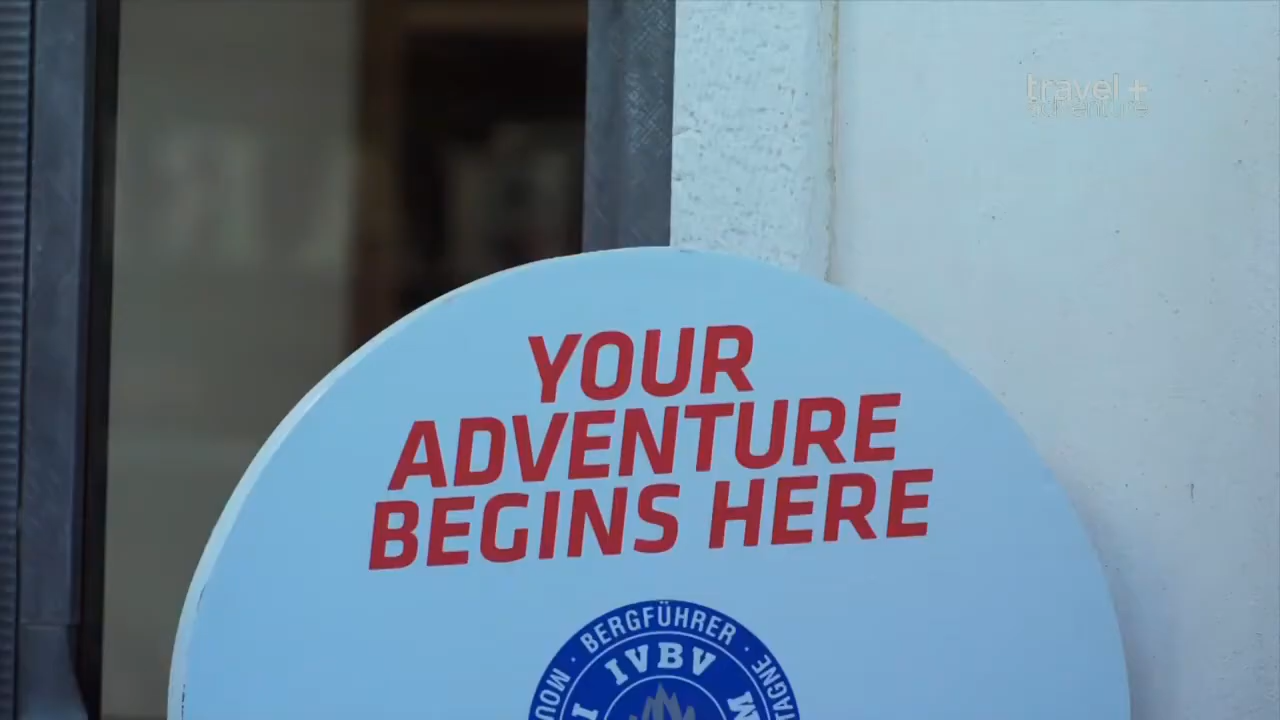 travel +
adventure
YOUR
ADVENTURE
BEGINS HERE
BERGFÜHRER
IVBV